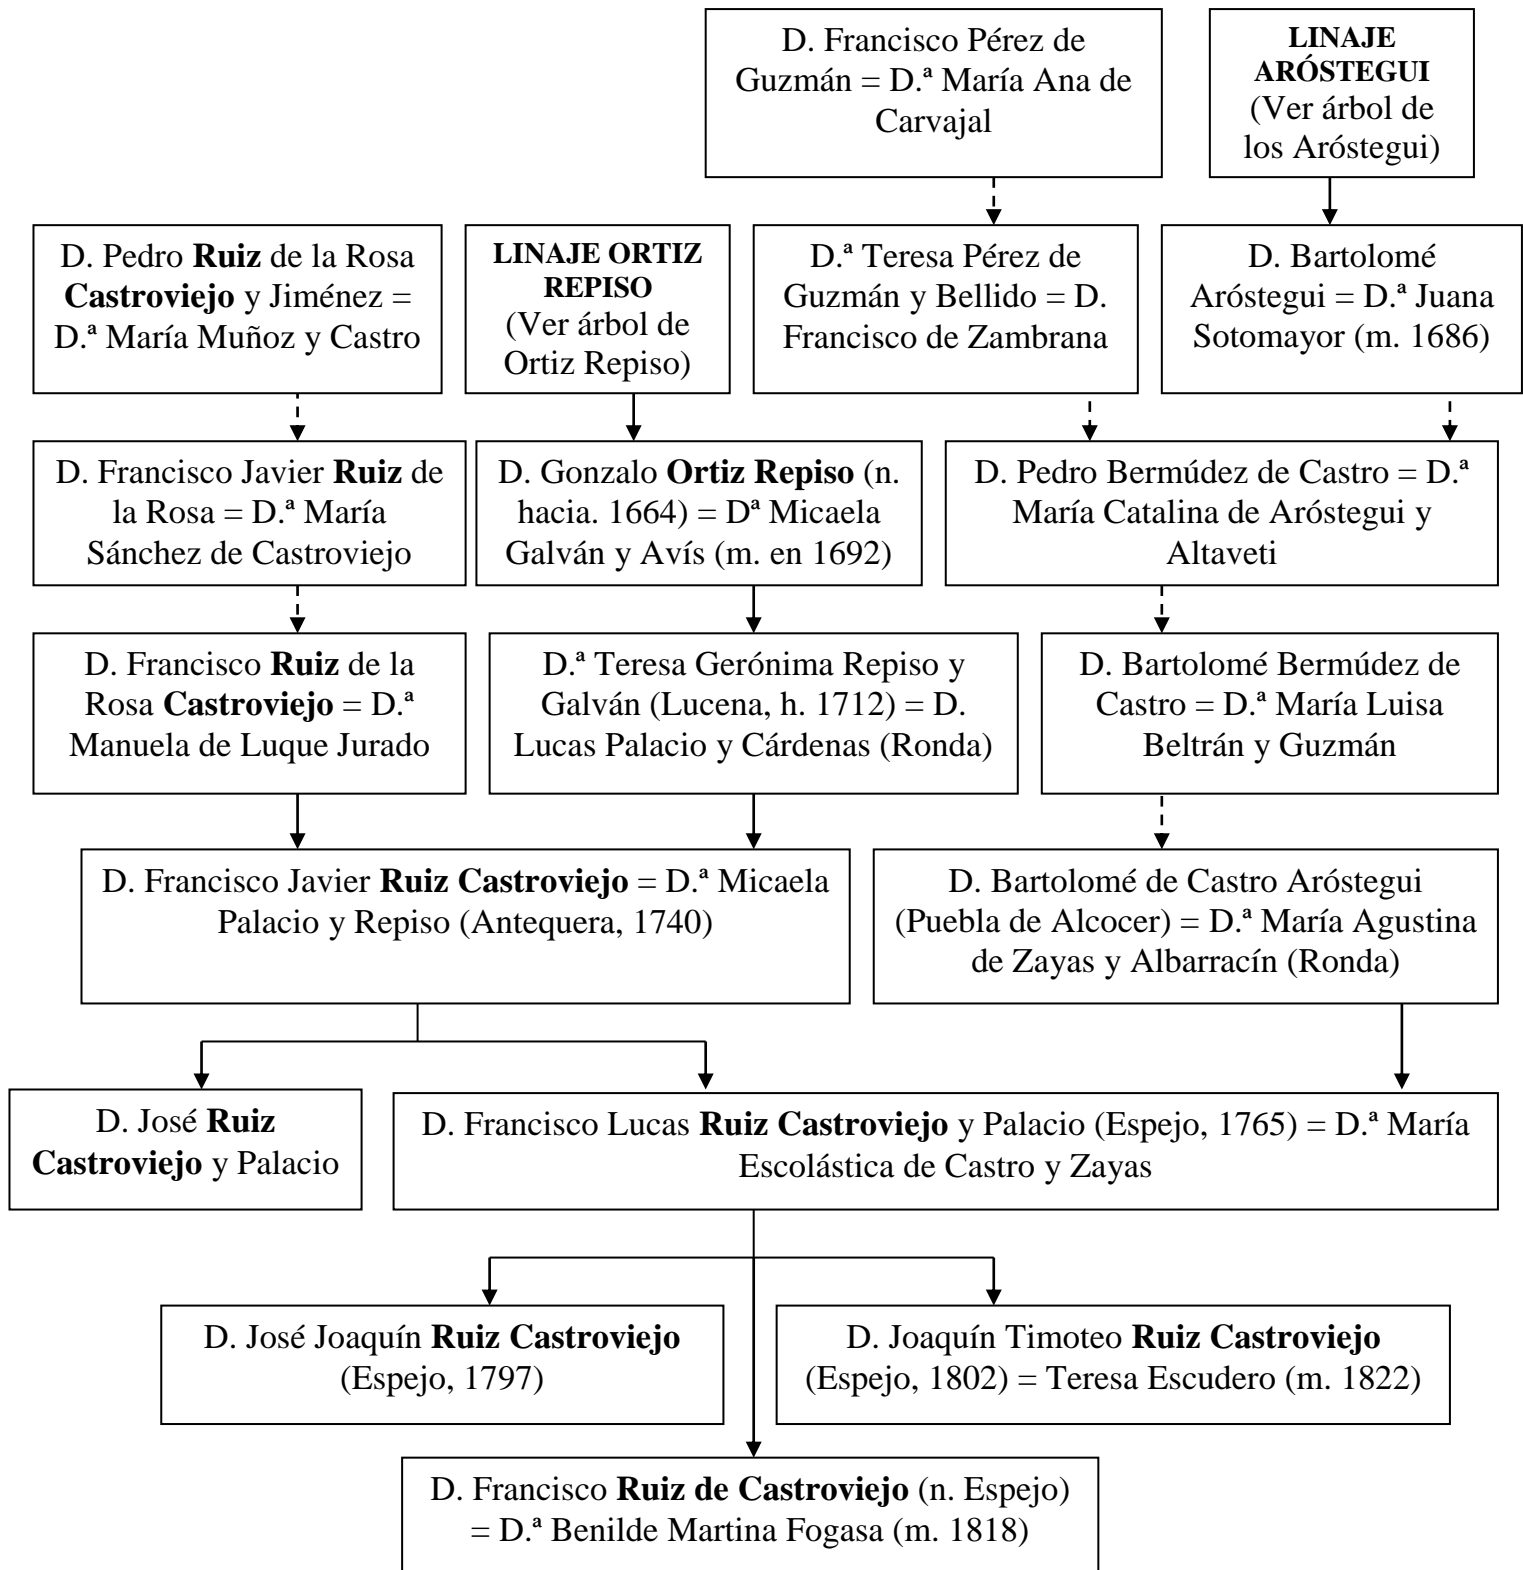 D. Francisco Pérez de
Guzmán = D.ª María Ana de
Carvajal
LINAJE
ARÓSTEGUI
(Ver árbol de
los Aróstegui)
D. Pedro Ruiz de la Rosa
Castroviejo y Jiménez =
D.ª María Muñoz y Castro
LINAJE ORTIZ
REPISO
(Ver árbol de
Ortiz Repiso)
D.ª Teresa Pérez de
Guzmán y Bellido = D.
Francisco de Zambrana
D. Bartolomé
Aróstegui = D.ª Juana
Sotomayor (m. 1686)
D. Francisco Javier Ruiz de
la Rosa = D.ª María
Sánchez de Castroviejo
D. Gonzalo Ortiz Repiso (n.
hacia. 1664) = Dª Micaela
Galván y Avís (m. en 1692)
D. Pedro Bermúdez de Castro = D.ª
María Catalina de Aróstegui y
Altaveti
D. Francisco Ruiz de la
Rosa Castroviejo = D.ª
Manuela de Luque Jurado
D.ª Teresa Gerónima Repiso y
Galván (Lucena, h. 1712) = D.
Lucas Palacio y Cárdenas (Ronda)
D. Bartolomé Bermúdez de
Castro = D.ª María Luisa
Beltrán y Guzmán
D. Francisco Javier Ruiz Castroviejo = D.ª Micaela
Palacio y Repiso (Antequera, 1740)
D. Bartolomé de Castro Aróstegui
(Puebla de Alcocer) = D.ª María Agustina
de Zayas y Albarracín (Ronda)
D. José Ruiz
Castroviejo y Palacio
D. Francisco Lucas Ruiz Castroviejo y Palacio (Espejo, 1765) = D.ª María
Escolástica de Castro y Zayas
D. José Joaquín Ruiz Castroviejo
(Espejo, 1797)
D. Joaquín Timoteo Ruiz Castroviejo
(Espejo, 1802) = Teresa Escudero (m. 1822)
D. Francisco Ruiz de Castroviejo (n. Espejo)
= D.ª Benilde Martina Fogasa (m. 1818)